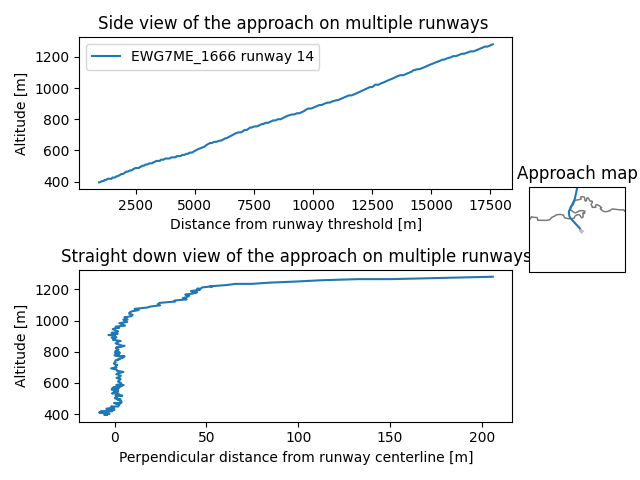 Side view of the approach on multiple runways
1200
1000
800
600
400
Altitude [m]
EWG7ME_1666 runway 14
2500
5000
7500
10000
12500
15000
17500
Distance from runway threshold [m]
Approach map
Straight down view of the approach on multiple runways
1200
1000
800
600
400
Altitude [m]
0
50
100
150
200
Perpendicular distance from runway centerline [m]